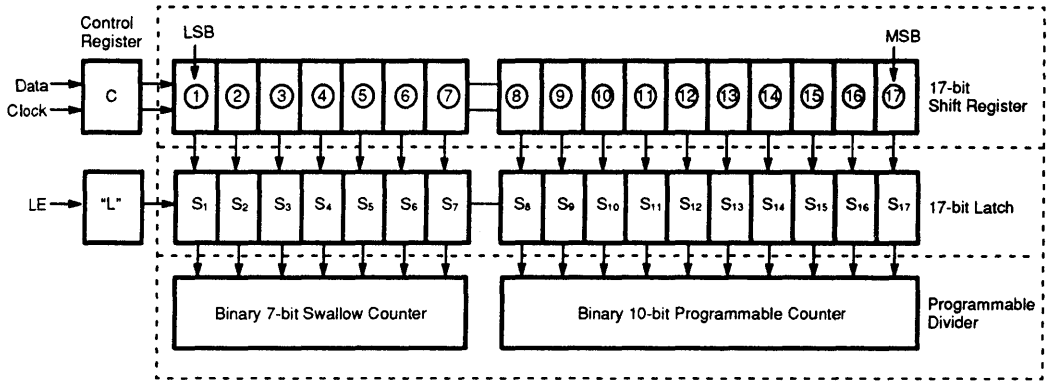 Control
Register
LSB
MSB
Data
Clock
C
1 2 3 4 5 6 7 8 9 10 11 12 13 14 15 16 17
17-bit
Shift Register
LE
"L"
S1 S2 S3 S4 S5 S6 S7 S8 S9 S10 S11 S12 S13 S14 S15 S16 S17
17-bit Latch
Binary 7-bit Swallow Counter
Binary 10-bit Programmable Counter
Programmable
Divider